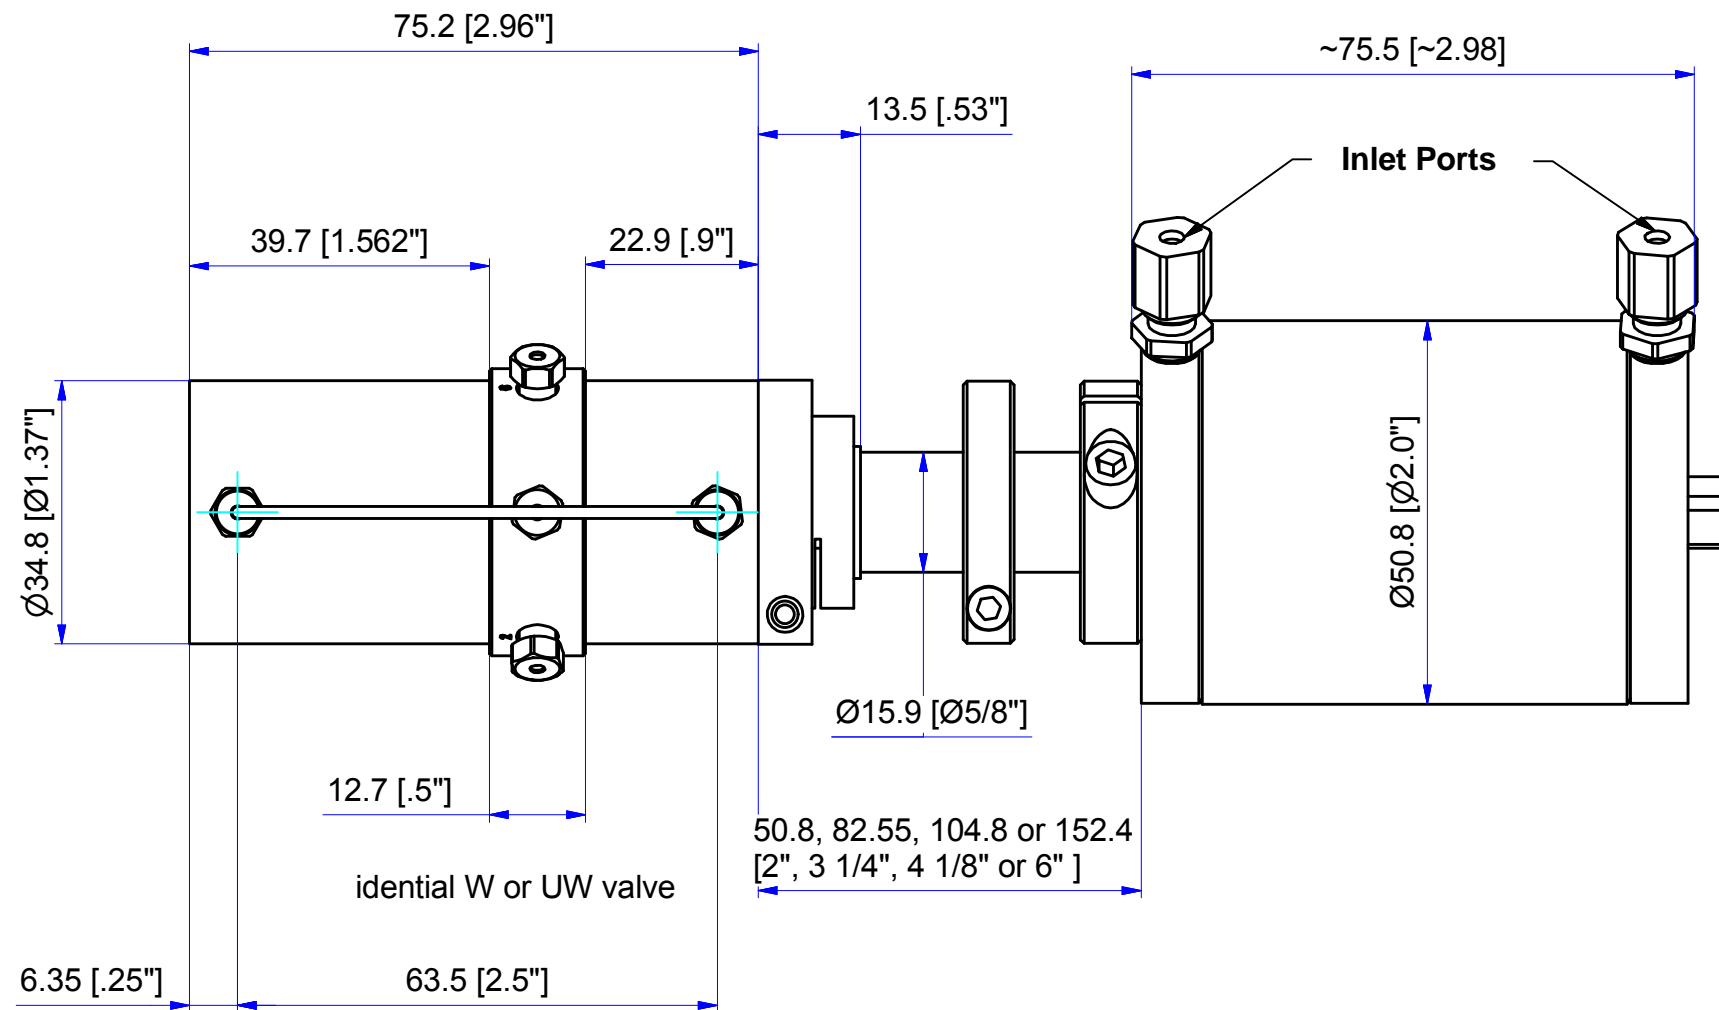 75.2 [2.96"]
~75.5 [~2.98]
13.5 [.53"]
Inlet Ports
39.7 [1.562"]
22.9 [.9"]
Ø34.8 [Ø1.37"]
Ø50.8 [Ø2.0"]
Ø15.9 [Ø5/8"]
12.7 [.5"]
50.8, 82.55, 104.8 or 152.4
[2", 3 1/4", 4 1/8" or 6" ]
idential W or UW valve
6.35 [.25"]
63.5 [2.5"]